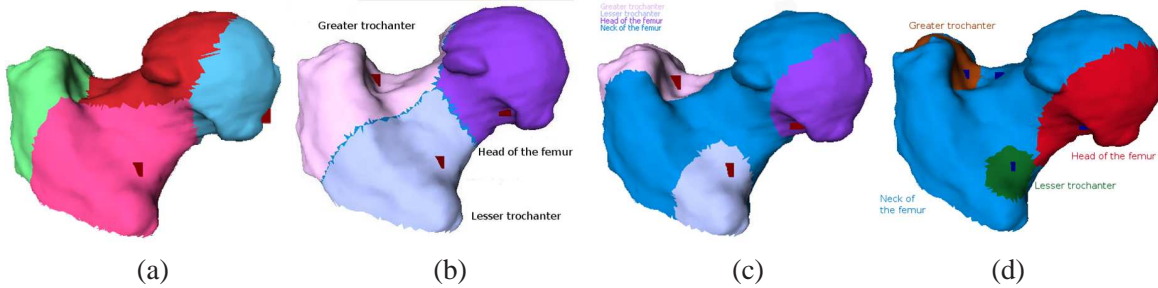 Greater trochanter
Head of the femur
Lesser trochanter
Greater trochanter
Lesser trochanter
Head of the femur
Neck of the femur
Greater trochanter
Head of the femur
Lesser trochanter
Neck of
the femur
(a)
(b)
(c)
(d)